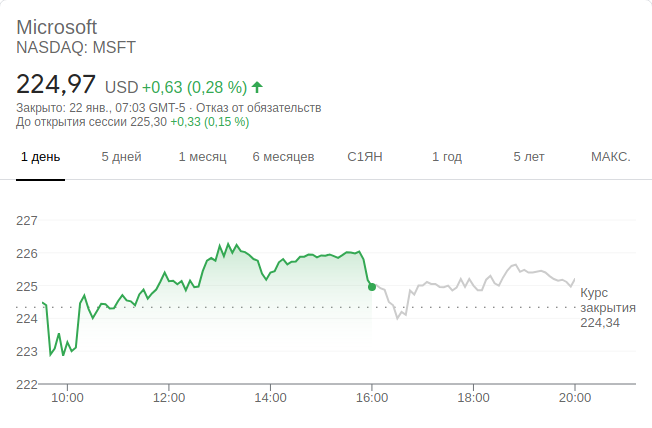 Microsoft
NASDAQ: MSFT
224,97 USD +0,63 (0,28 %)
Закрыто: 22 янв., 07:03 GMT-5 · Отказ от обязательств
До открытия сессии 225,30 +0,33 (0,15 %)
1 день 5 дней 1 месяц 6 месяцев С1ЯН 1 год 5 лет МАКС.
227
226
225
224
223
222
Курс
закрытия
224,34
10:00 12:00 14:00 16:00 18:00 20:00